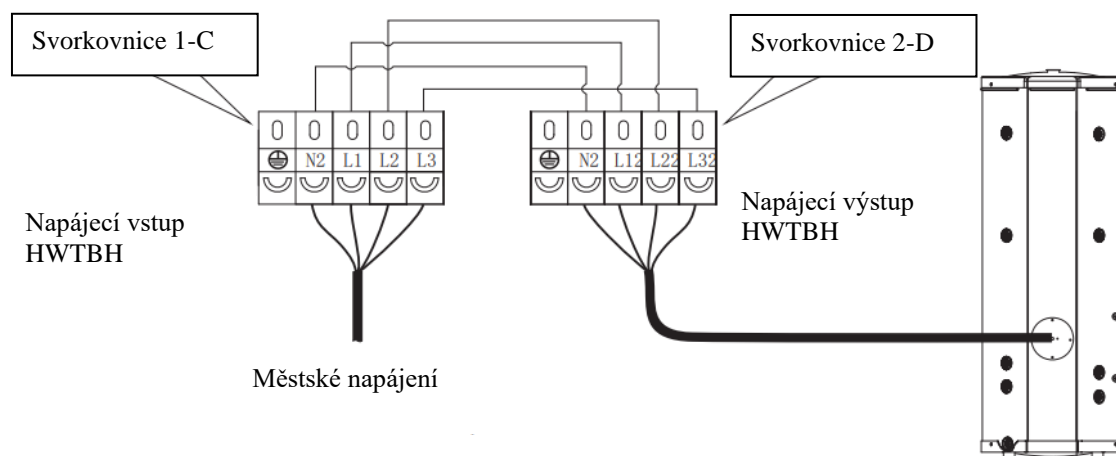 Svorkovnice 1-C
Svorkovnice 2-D
N2 L1 L2 L3
N2 L12 L22 L32
Napájecí vstup
HWTBH
Napájecí výstup
HWTBH
Městské napájení